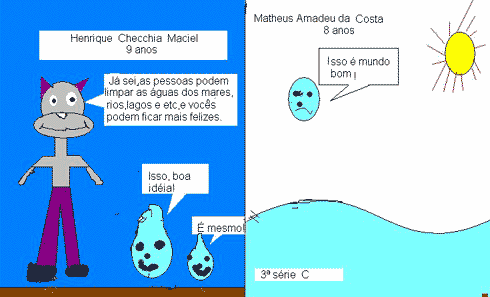 Henrique Checchia Maciel
9 anos
Já sei,as pessoas podem
limpar as águas dos mares,
rios,lagos e etc,e vocês
podem ficar mais felizes.
Isso, boa
idéia!
É mesmo!
Matheus Amadeu da Costa
8 anos
Isso é mundo
bom ¡
3ª série C